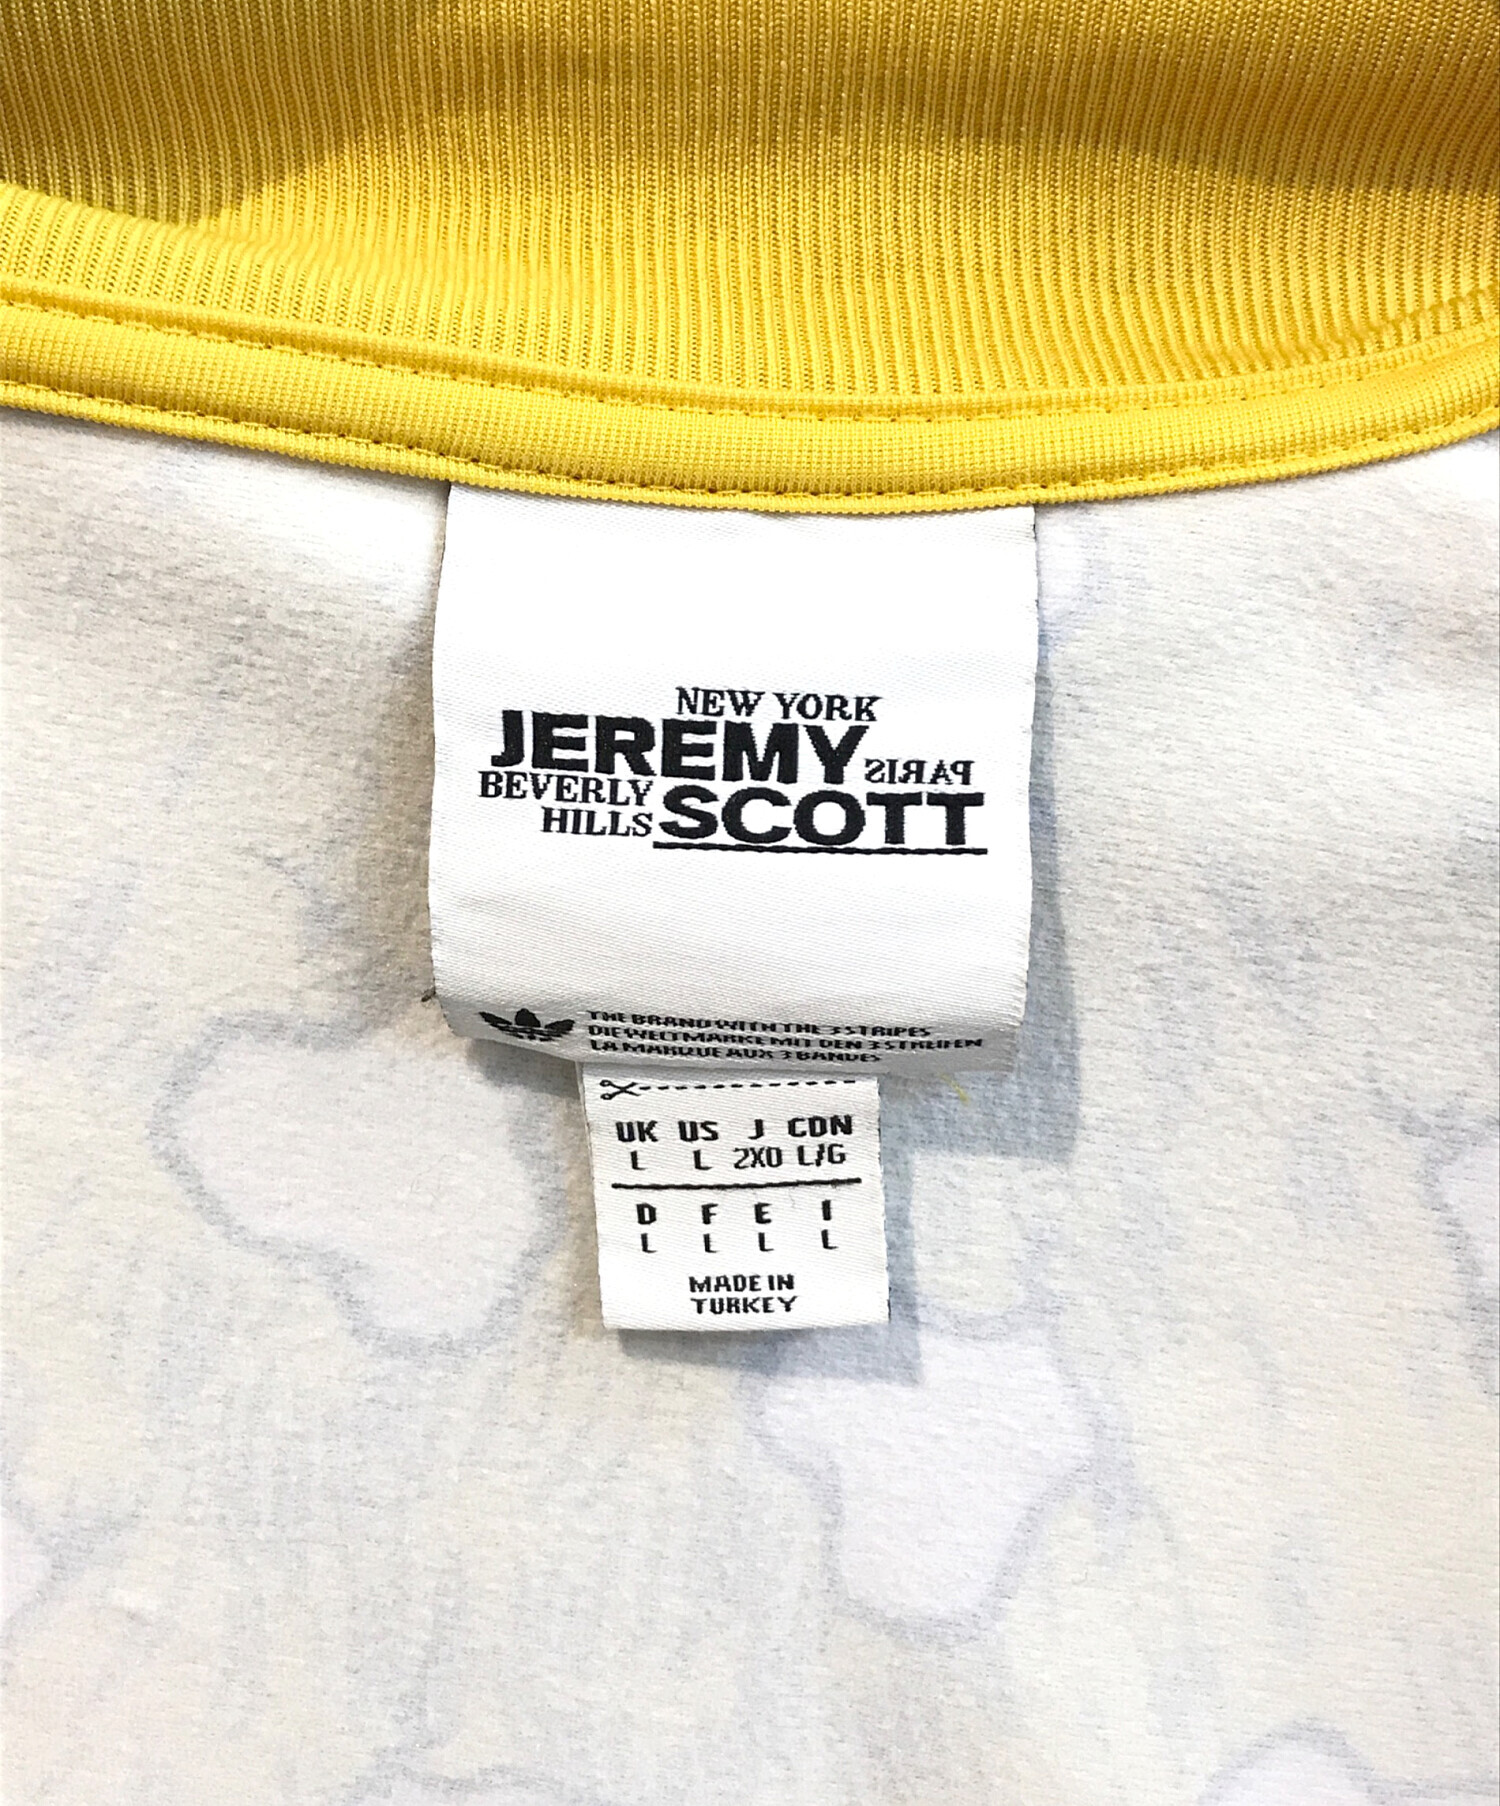 NEW YORK
JEREMY PARIS
BEVERLY
HILLS SCOTT
THE BRAND WITH THE 3 STRIPES
DIE WELTMARKE MIT DEN 3 STREIFEN
LA MARQUE AUX 3 BANDES
UK US J CDN
L L 2XO L/G
D F E I
L L L L
MADE IN
TURKEY